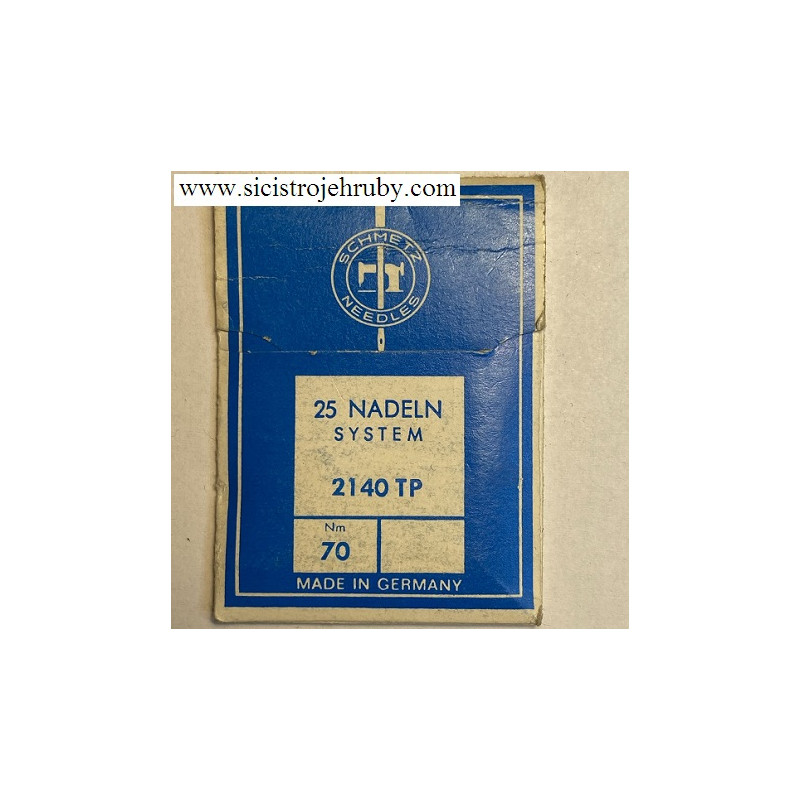 www.sicistrojehruby.com
SCHMETZ
NEEDLES
25 NADELN
SYSTEM
2140 TP
Nm
70
MADE IN GERMANY